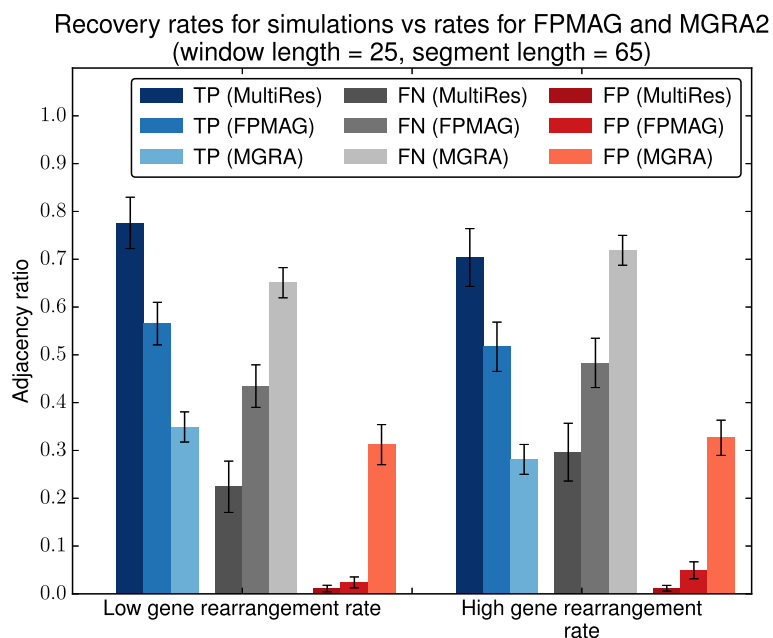 Recovery rates for simulations vs rates for FPMAG and MGRA2
(window length = 25, segment length = 65)
TP (MultiRes)
TP (FPMAG)
TP (MGRA)
FN (MultiRes)
FN (FPMAG)
FN (MGRA)
FP (MultiRes)
FP (FPMAG)
FP (MGRA)
Adjacency ratio
1.0
0.9
0.8
0.7
0.6
0.5
0.4
0.3
0.2
0.1
0.0
Low gene rearrangement rate
High gene rearrangement
rate